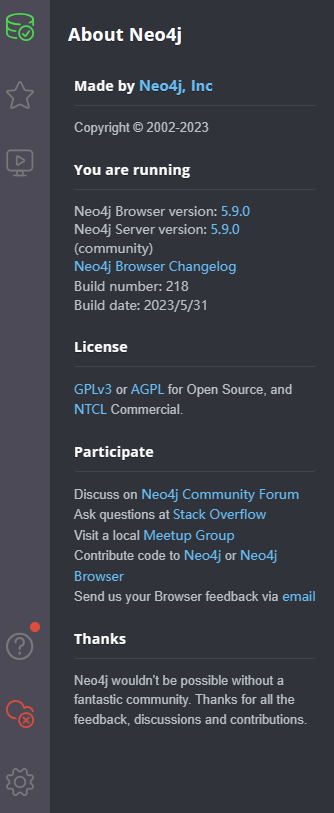 About Neo4j
Made by Neo4j, Inc
Copyright © 2002-2023
You are running
Neo4j Browser version: 5.9.0
Neo4j Server version: 5.9.0
(community)
Neo4j Browser Changelog
Build number: 218
Build date: 2023/5/31
License
GPLv3 or AGPL for Open Source, and
NTCL Commercial.
Participate
Discuss on Neo4j Community Forum
Ask questions at Stack Overflow
Visit a local Meetup Group
Contribute code to Neo4j or Neo4j
Browser
Send us your Browser feedback via email
Thanks
Neo4j wouldn't be possible without a
fantastic community. Thanks for all the
feedback, discussions and contributions.